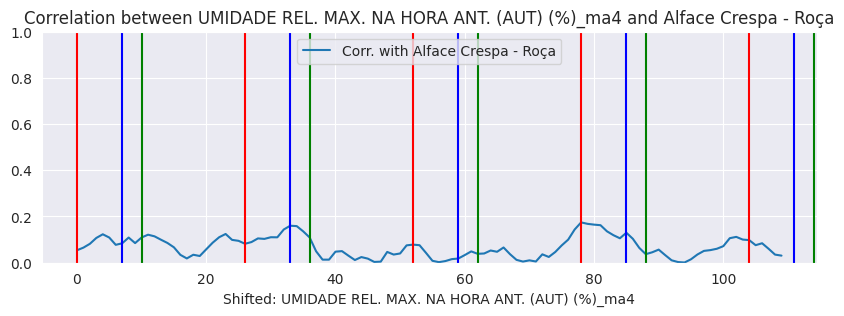 Correlation between UMIDADE REL. MAX. NA HORA ANT. (AUT) (%)_ma4 and Alface Crespa - Roça
1.0
Corr. with Alface Crespa - Roça
0.8
0.6
0.4
0.2
0.0
0 20 40 60 80 100
Shifted: UMIDADE REL. MAX. NA HORA ANT. (AUT) (%)_ma4